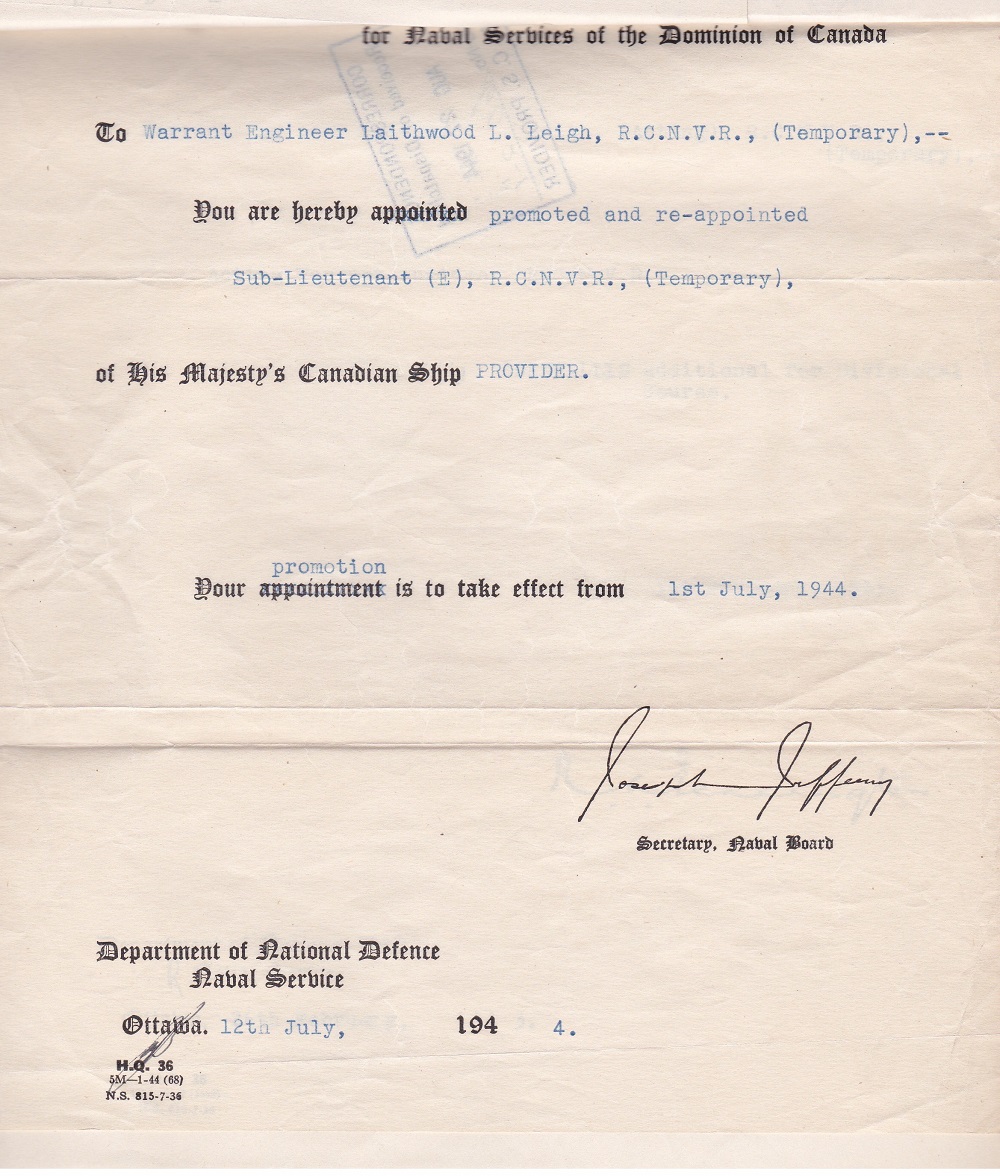 for Naval Services of the Dominion of Canada
To Warrant Engineer Laithwood L. Leigh, R.C.N.V.R., (Temporary),--
You are hereby appointed promoted and re-appointed
Sub-Lieutenant (E), R.C.N.V.R., (Temporary),
of His Majesty's Canadian Ship PROVIDER.
promotion
Your appointment is to take effect from 1st July, 1944.
Joseph Jeffery
Secretary, Naval Board
Department of National Defence
Naval Service
Ottawa. 12th July, 194 4.
H.Q. 36
5M—1-44 (68)
N.S. 815-7-36